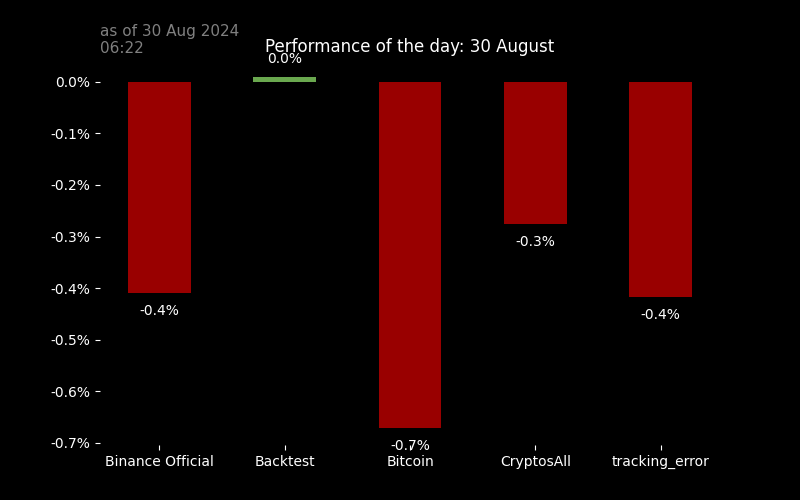 as of 30 Aug 2024
06:22
Performance of the day: 30 August
0.0%
0.0%
-0.1%
-0.2%
-0.3%
-0.4%
-0.5%
-0.6%
-0.7%
-0.4%
-0.7%
-0.3%
-0.4%
Binance Official
Backtest
Bitcoin
CryptosAll
tracking_error